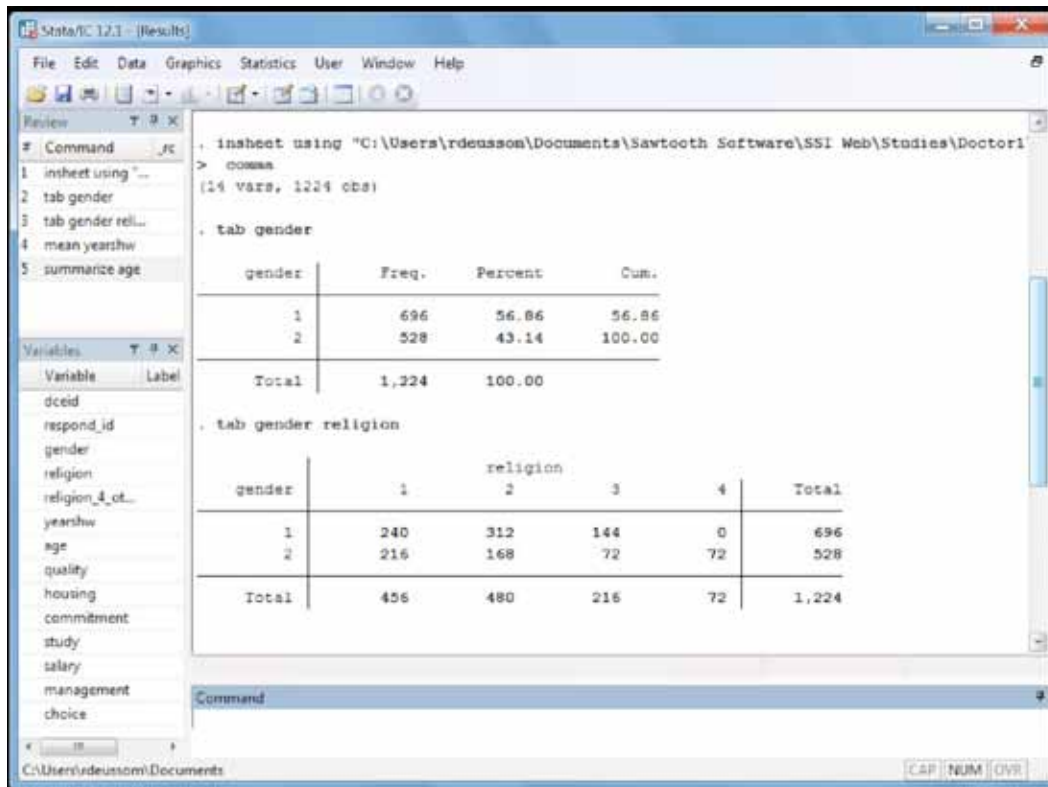 Stata/IC 12.1 - [Results]
File Edit Data Graphics Statistics User Window Help
Review
# Command _rc
1 insheet using "...
2 tab gender
3 tab gender reli...
4 mean yearshw
5 summarize age
Variables
Variable Label
dceid
respond_id
gender
religion
religion_4_ot...
yearshw
age
quality
housing
commitment
study
salary
management
choice
. insheet using "C:\Users\rdeussom\Documents\Sawtooth Software\SSI Web\Studies\Doctor1
> comma
(14 vars, 1224 obs)
. tab gender
gender Freq. Percent Cum.
1 696 56.86 56.86
2 528 43.14 100.00
Total 1,224 100.00
. tab gender religion
religion
gender 1 2 3 4 Total
1 240 312 144 0 696
2 216 168 72 72 528
Total 456 480 216 72 1,224
Command
C:\Users\rdeussom\Documents
CAP NUM OVR